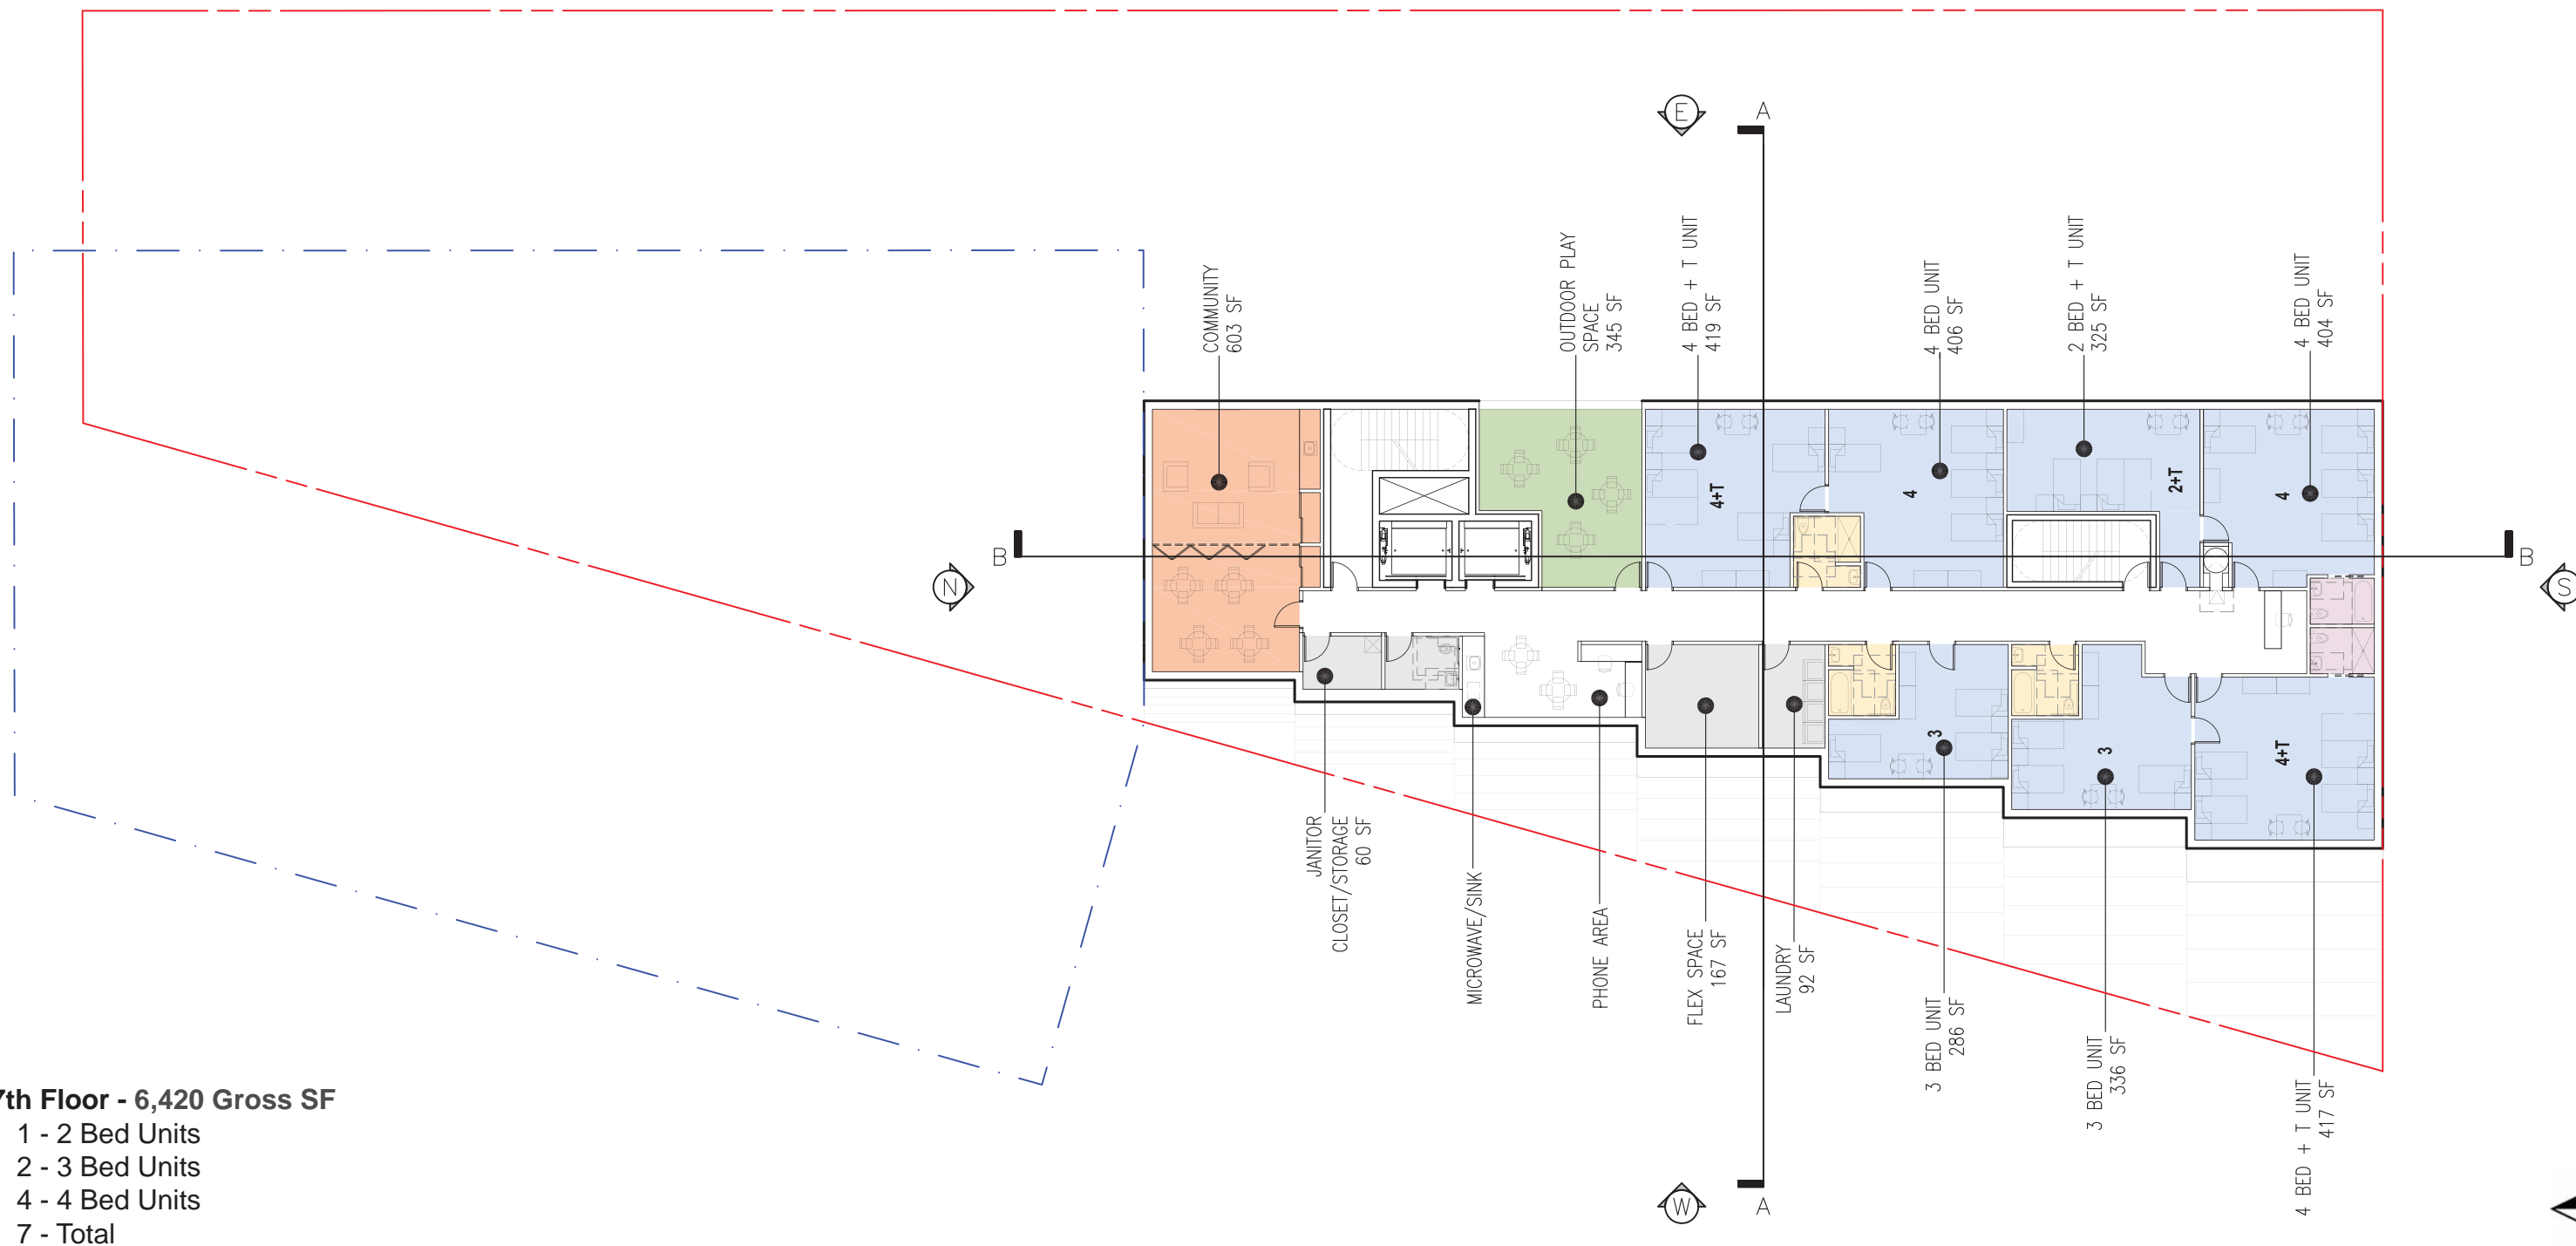 E
A
COMMUNITY
603 SF
OUTDOOR PLAY
SPACE
345 SF
4 BED + T UNIT
419 SF
4 BED UNIT
406 SF
2 BED + T UNIT
325 SF
4 BED UNIT
404 SF
4+T
4
2+T
4
B
B
N
S
3
3
4+T
JANITOR
CLOSET/STORAGE
60 SF
MICROWAVE/SINK
PHONE AREA
FLEX SPACE
167 SF
LAUNDRY
92 SF
3 BED UNIT
286 SF
3 BED UNIT
336 SF
4 BED + T UNIT
417 SF
W
A
7th Floor - 6,420 Gross SF
1 - 2 Bed Units
2 - 3 Bed Units
4 - 4 Bed Units
7 - Total